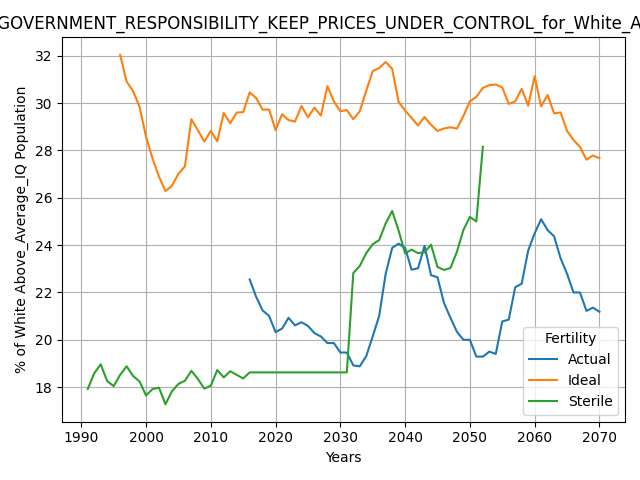 GOVERNMENT_RESPONSIBILITY_KEEP_PRICES_UNDER_CONTROL_for_White_A
% of White Above_Average_IQ Population
32
30
28
26
24
22
20
18
1990 2000 2010 2020 2030 2040 2050 2060 2070
Years
Fertility
Actual
Ideal
Sterile